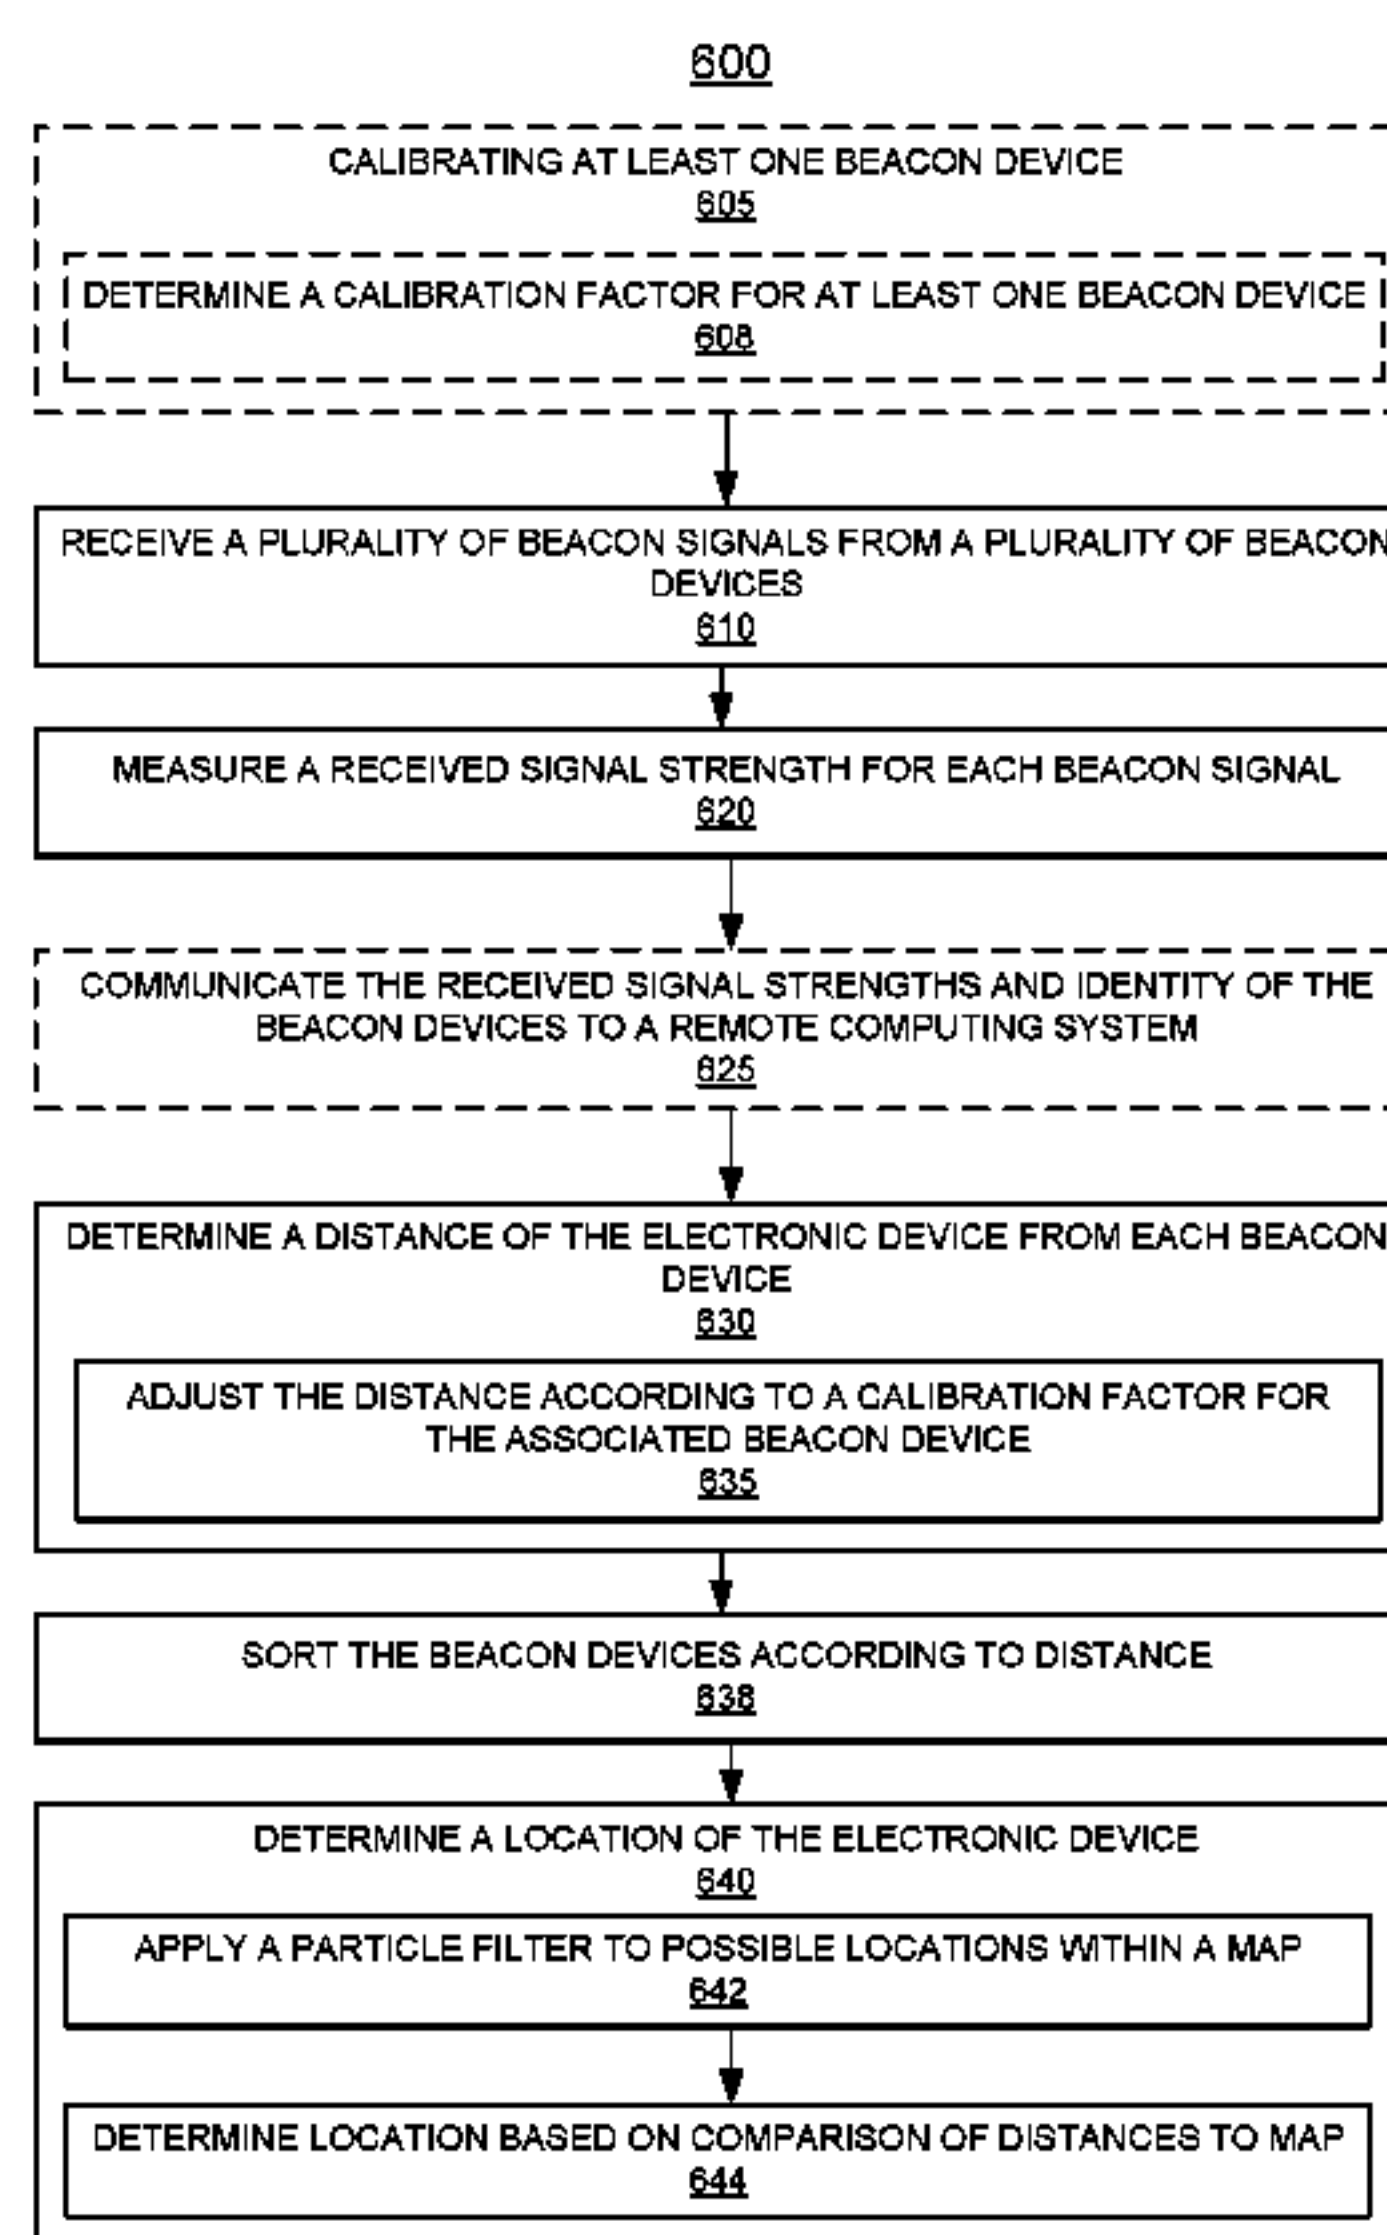 600
CALIBRATING AT LEAST ONE BEACON DEVICE
605
DETERMINE A CALIBRATION FACTOR FOR AT LEAST ONE BEACON DEVICE
608
RECEIVE A PLURALITY OF BEACON SIGNALS FROM A PLURALITY OF BEACON
DEVICES
610
MEASURE A RECEIVED SIGNAL STRENGTH FOR EACH BEACON SIGNAL
620
COMMUNICATE THE RECEIVED SIGNAL STRENGTHS AND IDENTITY OF THE
BEACON DEVICES TO A REMOTE COMPUTING SYSTEM
625
DETERMINE A DISTANCE OF THE ELECTRONIC DEVICE FROM EACH BEACON
DEVICE
630
ADJUST THE DISTANCE ACCORDING TO A CALIBRATION FACTOR FOR
THE ASSOCIATED BEACON DEVICE
635
SORT THE BEACON DEVICES ACCORDING TO DISTANCE
638
DETERMINE A LOCATION OF THE ELECTRONIC DEVICE
640
APPLY A PARTICLE FILTER TO POSSIBLE LOCATIONS WITHIN A MAP
642
DETERMINE LOCATION BASED ON COMPARISON OF DISTANCES TO MAP
644